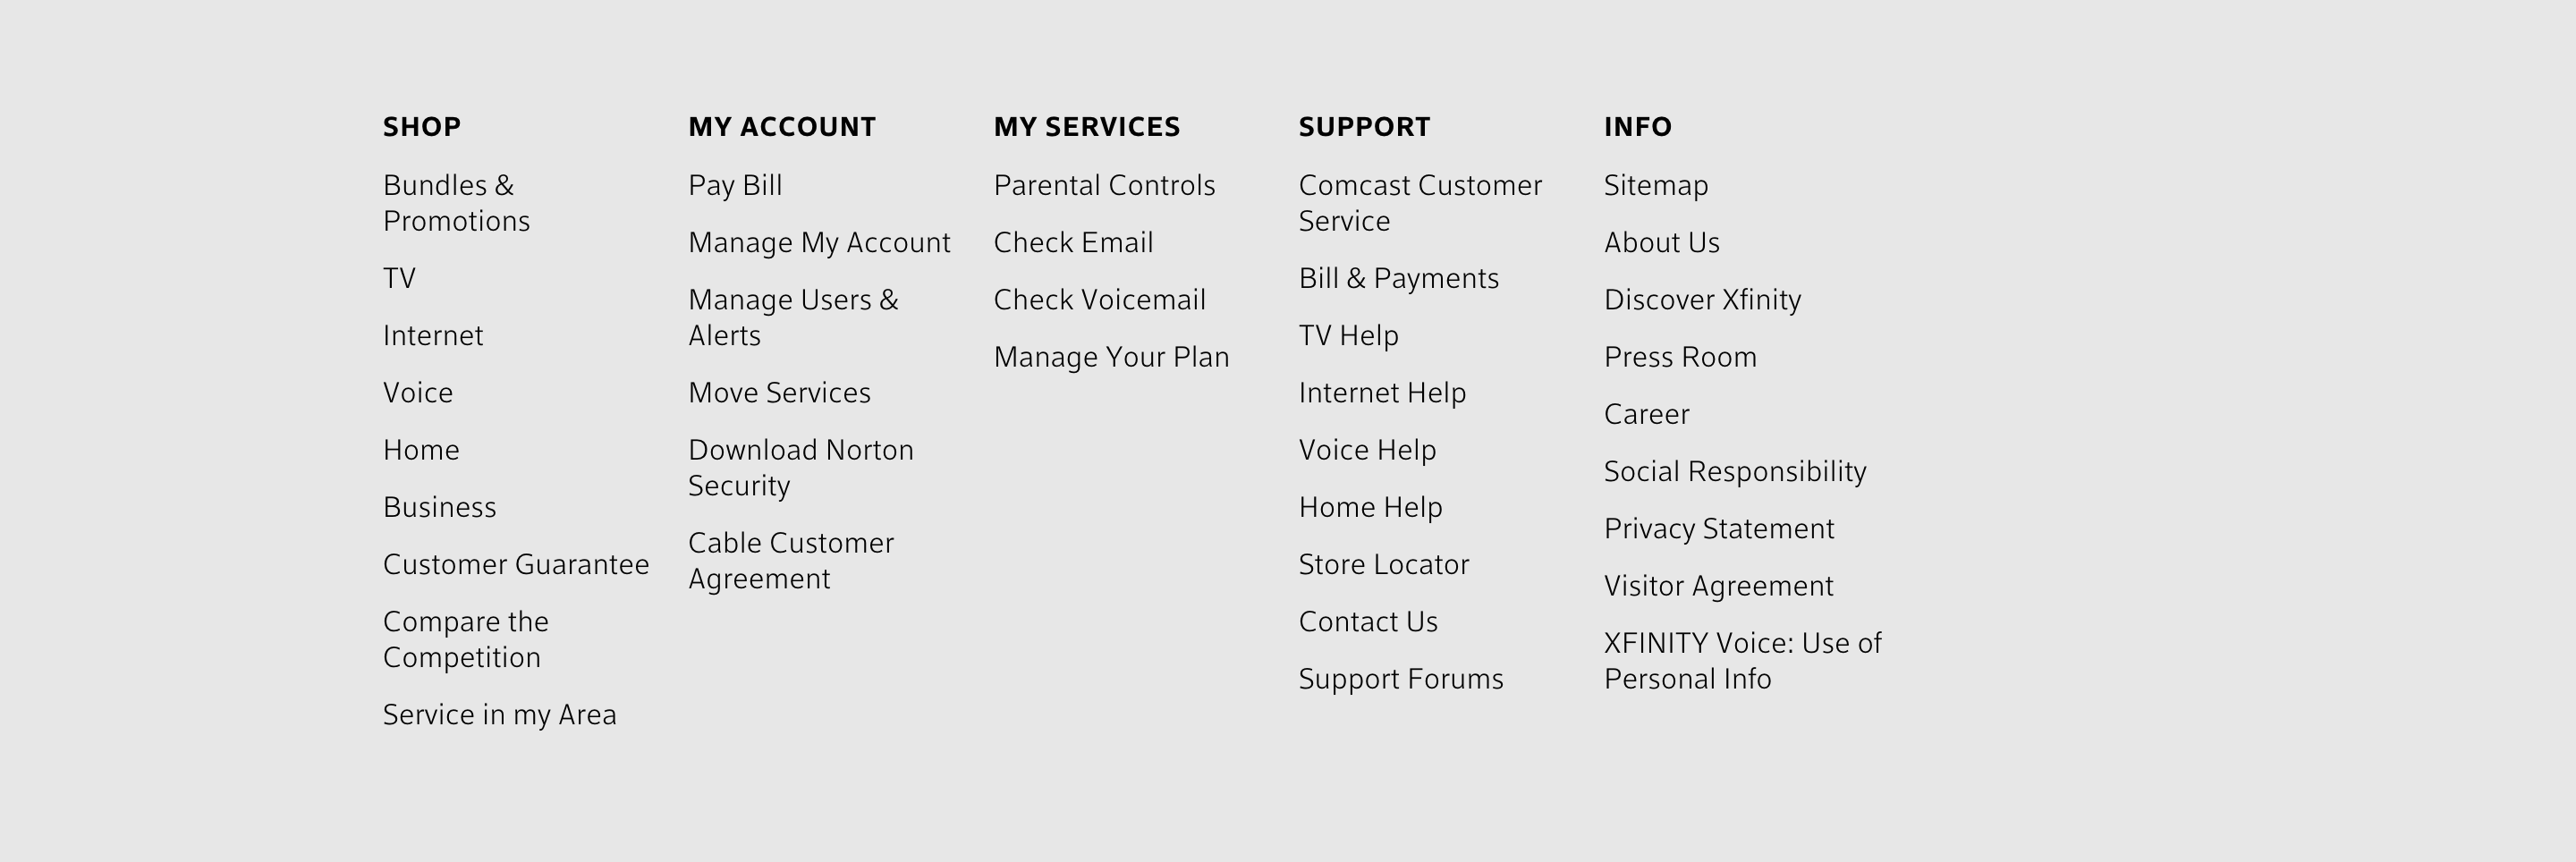 SHOP
Bundles &
Promotions
TV
Internet
Voice
Home
Business
Customer Guarantee
Compare the
Competition
Service in my Area
MY ACCOUNT
Pay Bill
Manage My Account
Manage Users &
Alerts
Move Services
Download Norton
Security
Cable Customer
Agreement
MY SERVICES
Parental Controls
Check Email
Check Voicemail
Manage Your Plan
SUPPORT
Comcast Customer
Service
Bill & Payments
TV Help
Internet Help
Voice Help
Home Help
Store Locator
Contact Us
Support Forums
INFO
Sitemap
About Us
Discover Xfinity
Press Room
Career
Social Responsibility
Privacy Statement
Visitor Agreement
XFINITY Voice: Use of
Personal Info